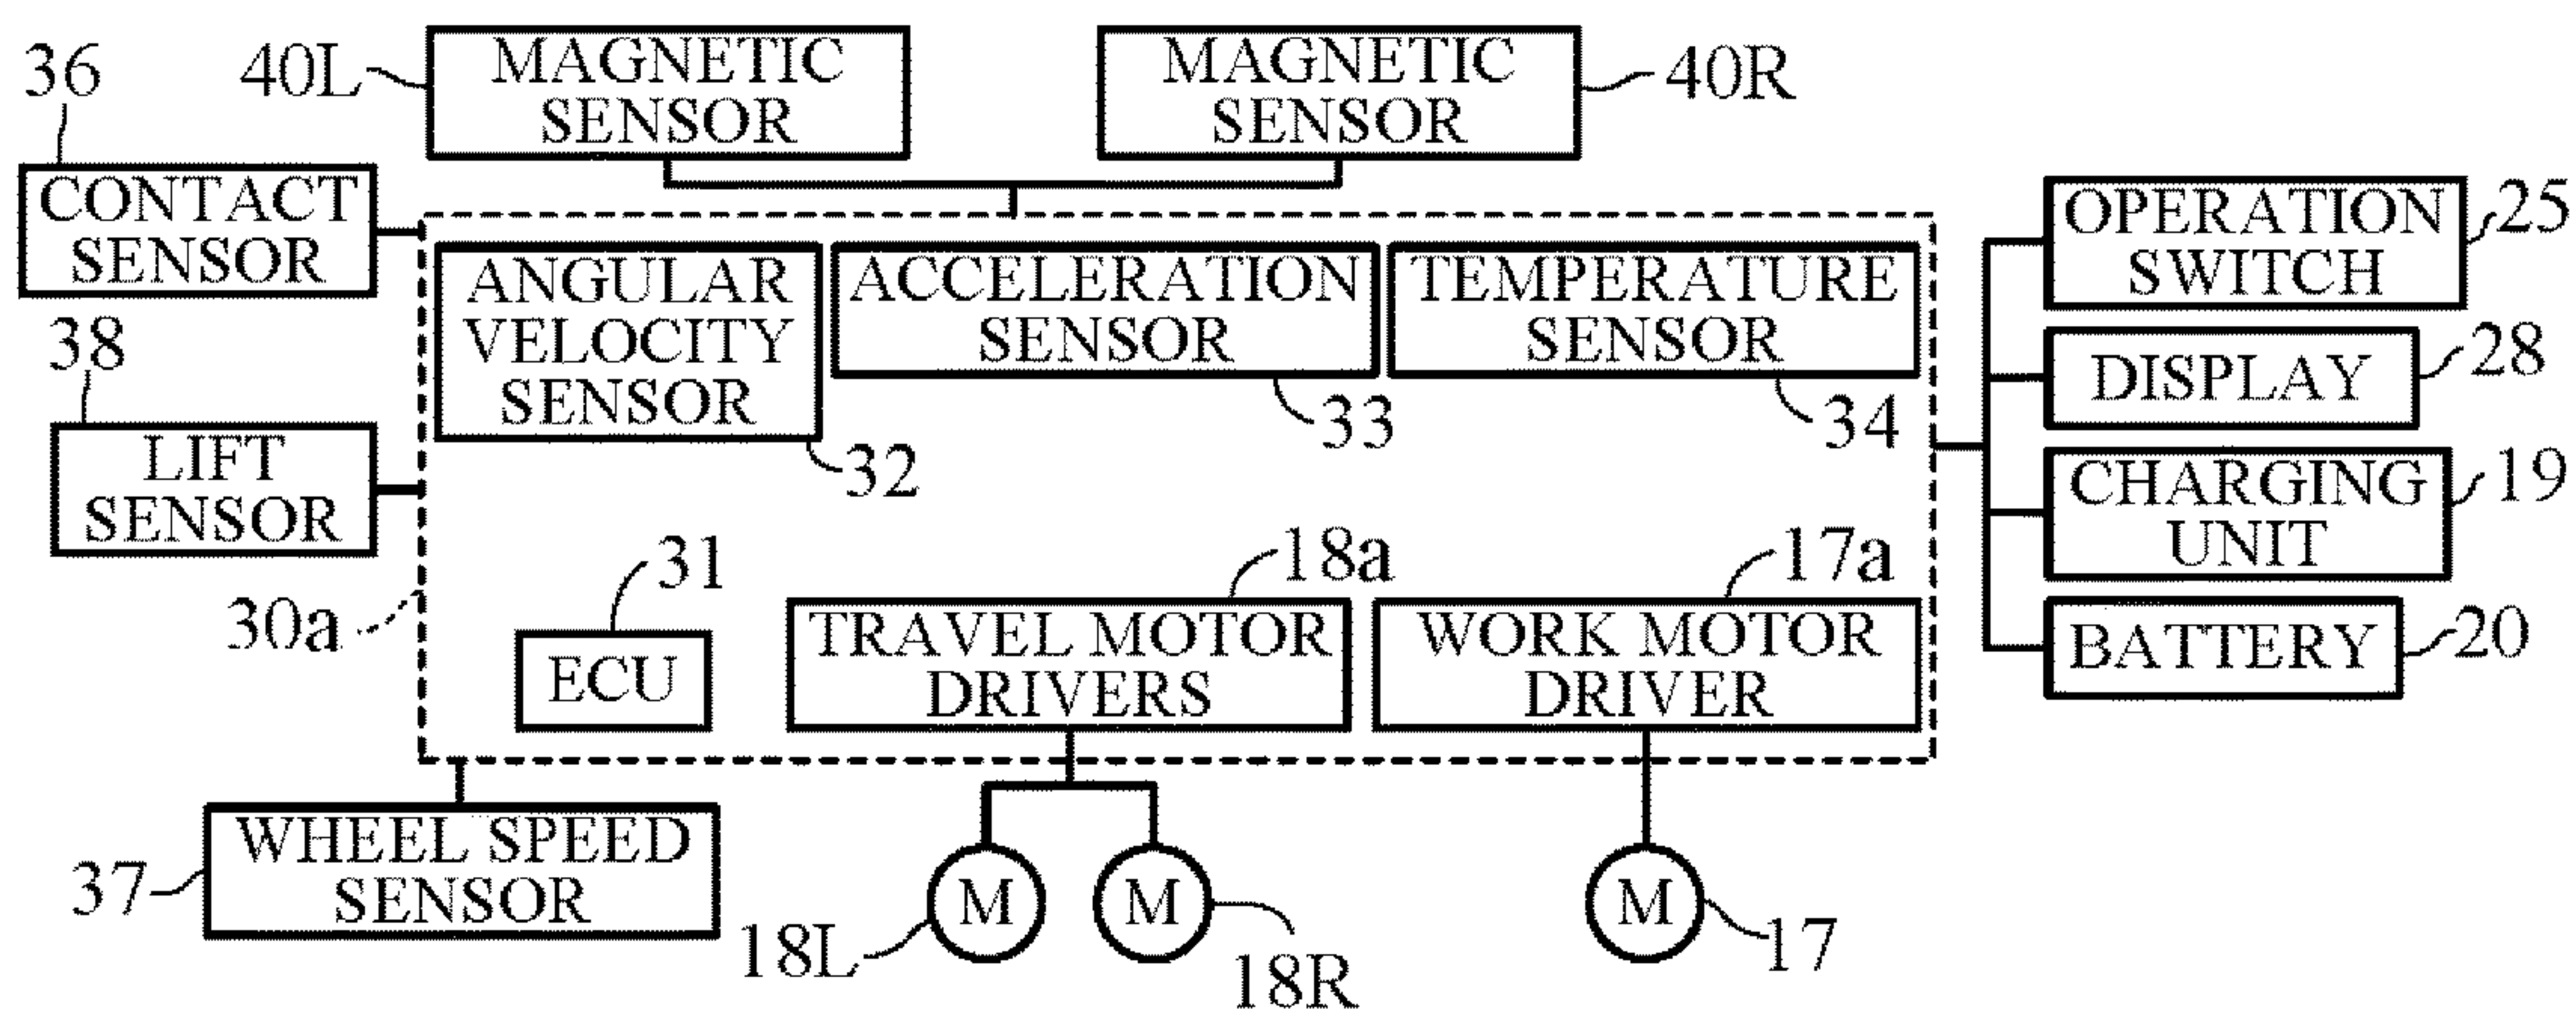 36
40L
MAGNETIC
SENSOR
MAGNETIC
SENSOR
40R
CONTACT
SENSOR
OPERATION
SWITCH
25
ANGULAR
VELOCITY
SENSOR
32
ACCELERATION
SENSOR
33
TEMPERATURE
SENSOR
34
38
LIFT
SENSOR
DISPLAY
28
CHARGING
UNIT
19
30a
31
ECU
18a
TRAVEL MOTOR
DRIVERS
17a
WORK MOTOR
DRIVER
BATTERY
20
37
WHEEL SPEED
SENSOR
M
18L
M
18R
M
17